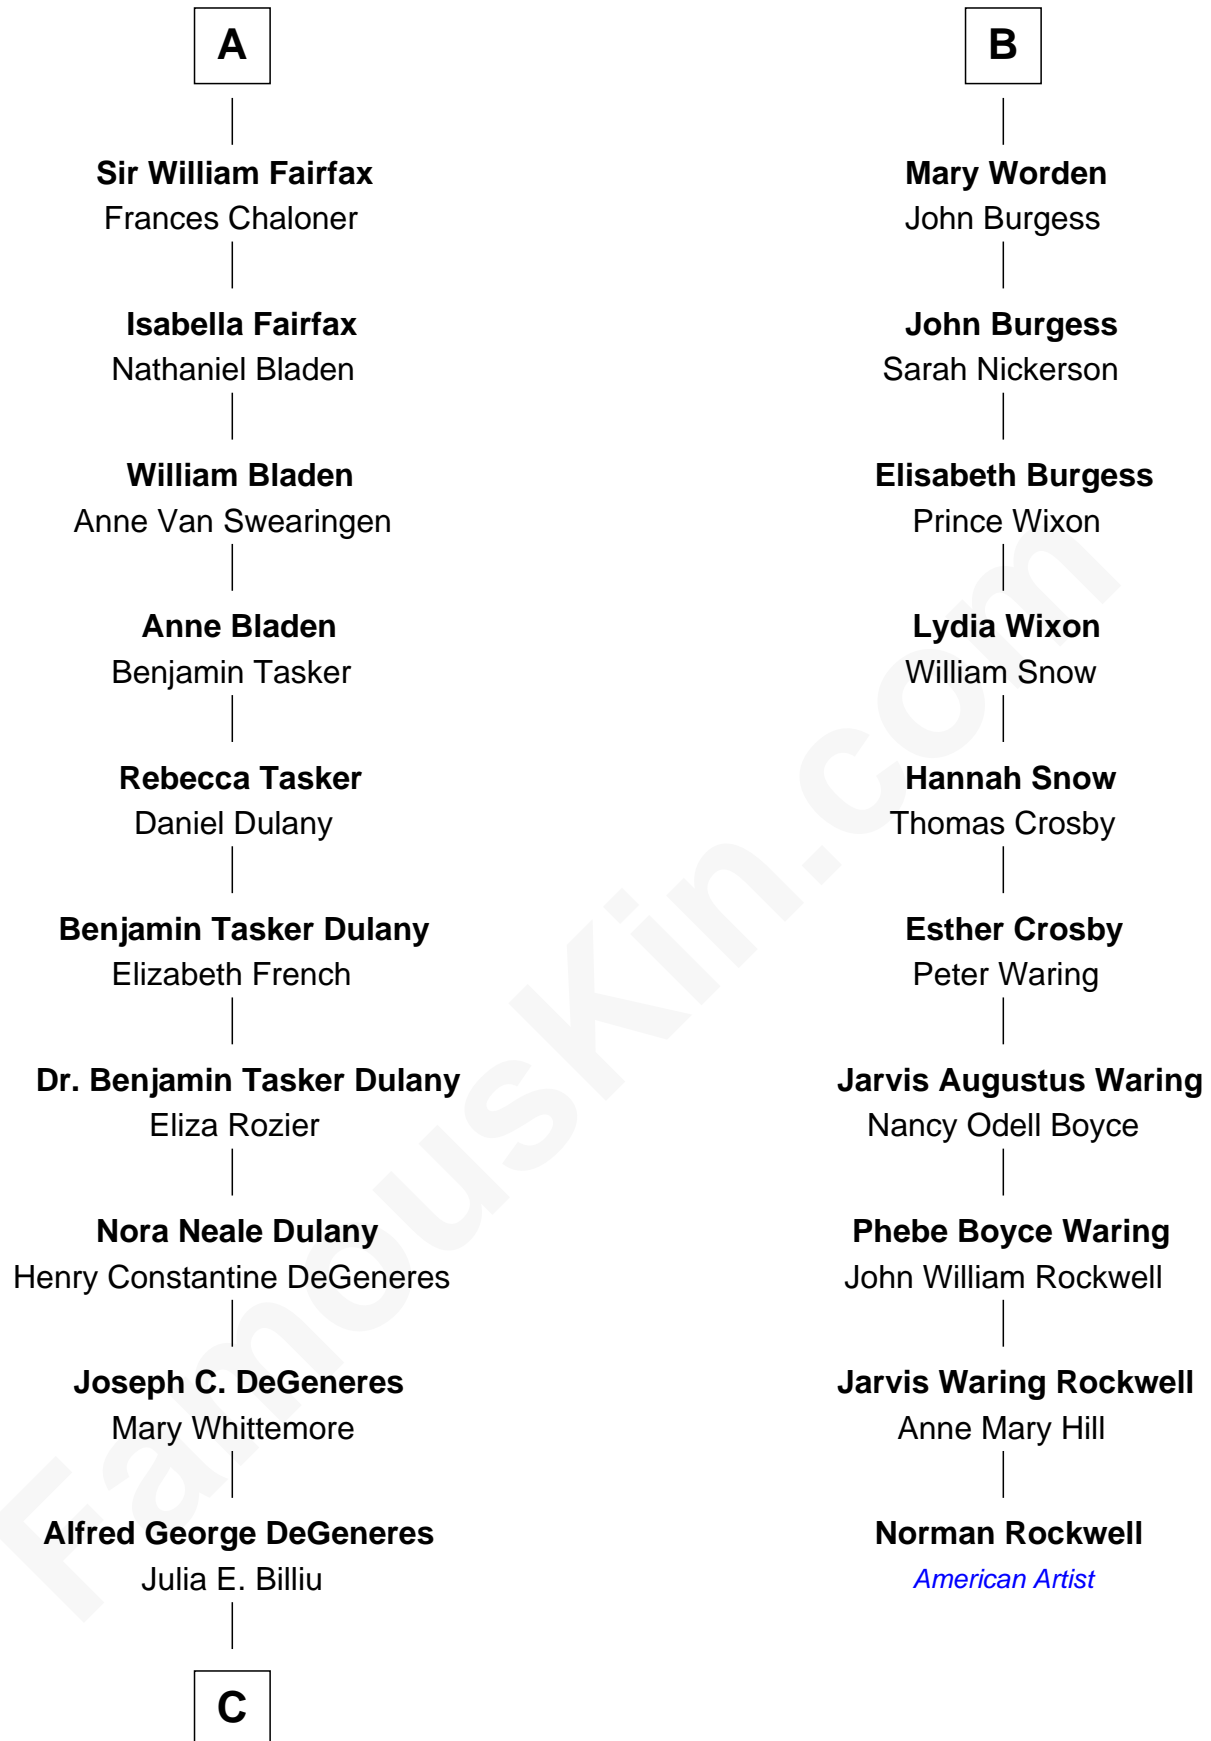 A
Sir William Fairfax
Frances Chaloner
Isabella Fairfax
Nathaniel Bladen
William Bladen
Anne Van Swearingen
Anne Bladen
Benjamin Tasker
Rebecca Tasker
Daniel Dulany
Benjamin Tasker Dulany
Elizabeth French
Dr. Benjamin Tasker Dulany
Eliza Rozier
Nora Neale Dulany
Henry Constantine DeGeneres
Joseph C. DeGeneres
Mary Whittemore
Alfred George DeGeneres
Julia E. Billiu
C
B
Mary Worden
John Burgess
John Burgess
Sarah Nickerson
Elisabeth Burgess
Prince Wixon
Lydia Wixon
William Snow
Hannah Snow
Thomas Crosby
Esther Crosby
Peter Waring
Jarvis Augustus Waring
Nancy Odell Boyce
Phebe Boyce Waring
John William Rockwell
Jarvis Waring Rockwell
Anne Mary Hill
Norman Rockwell
American Artist
FamousKin.com